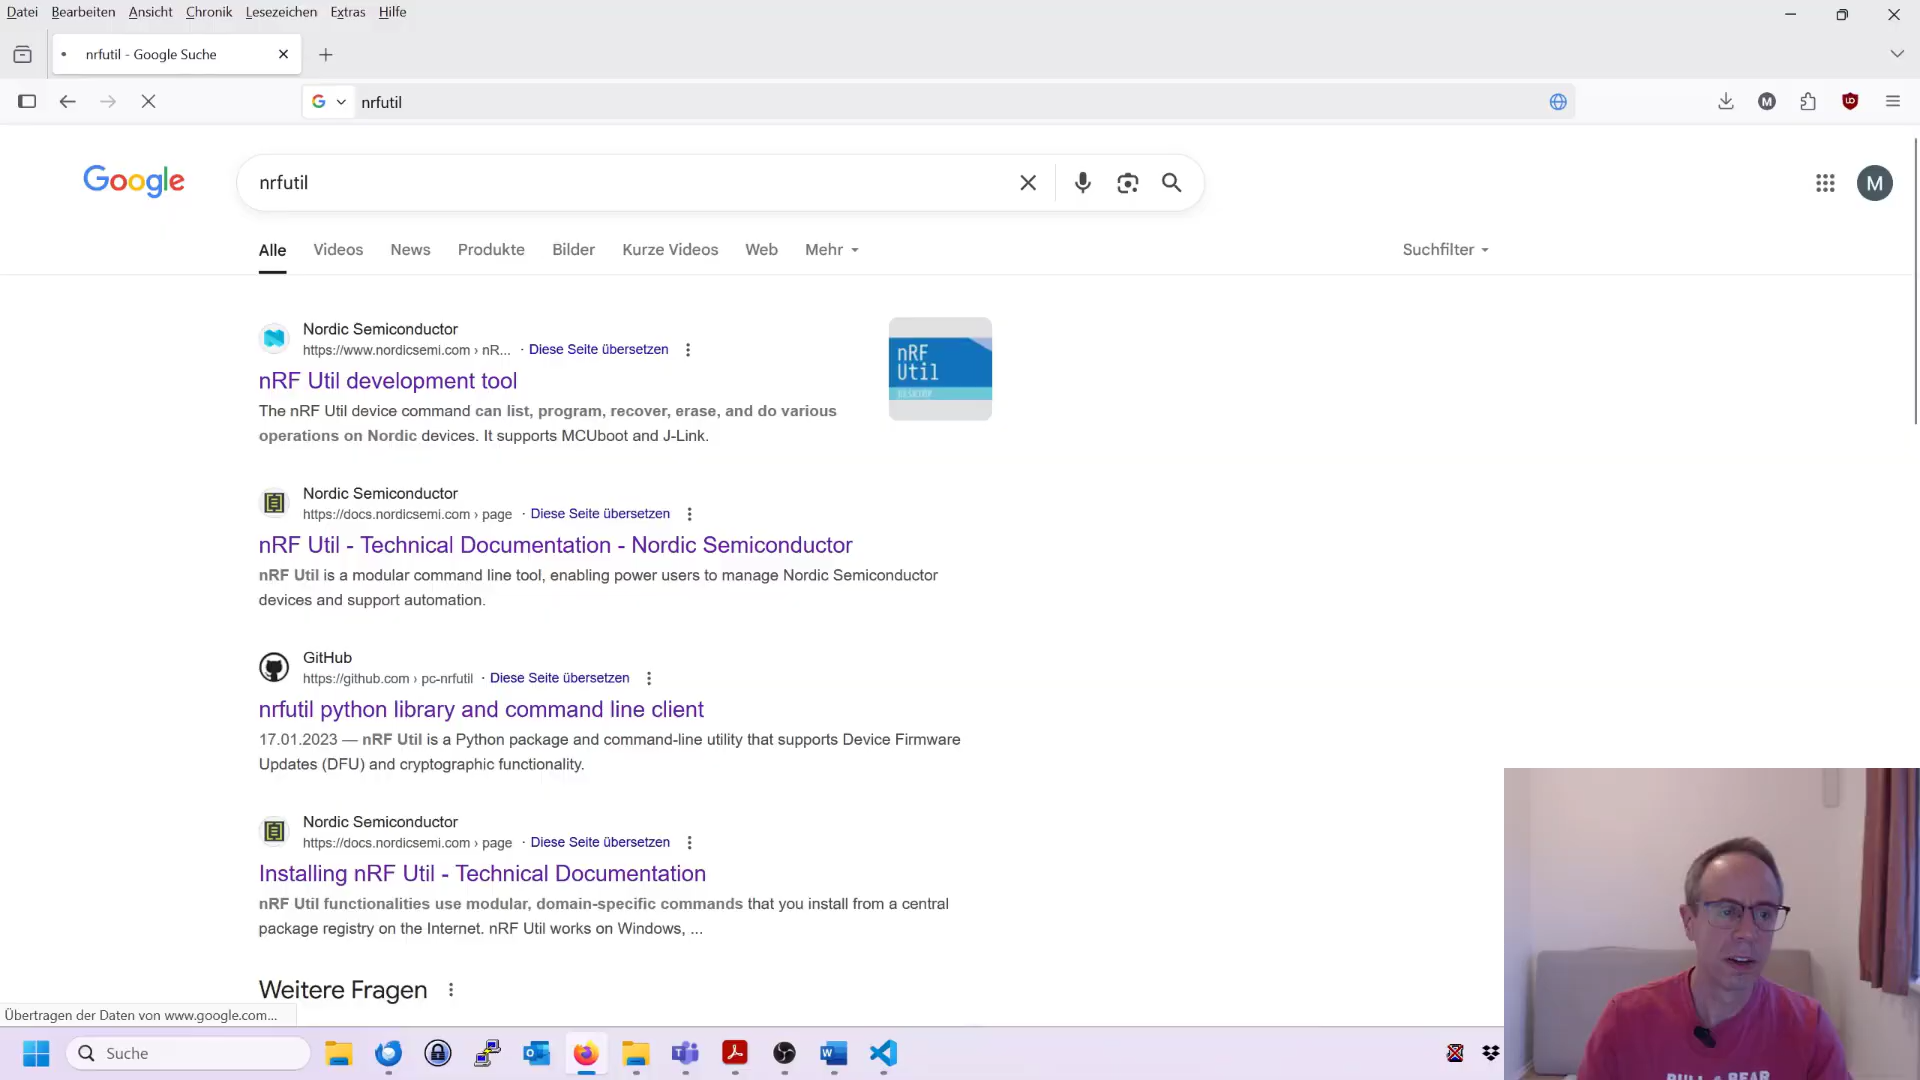 Datei Bearbeiten Ansicht Chronik Lesezeichen Extras Hilfe
nrfutil - Google Suche
nrfutil
M
Google
nrfutil
M
Alle Videos News Produkte Bilder Kurze Videos Web Mehr Suchfilter
Nordic Semiconductor
https://www.nordicsemi.com › nR... · Diese Seite übersetzen
nRF Util development tool
The nRF Util device command can list, program, recover, erase, and do various
operations on Nordic devices. It supports MCUboot and J-Link.
nRF
Util
Nordic Semiconductor
https://docs.nordicsemi.com › page · Diese Seite übersetzen
nRF Util - Technical Documentation - Nordic Semiconductor
nRF Util is a modular command line tool, enabling power users to manage Nordic Semiconductor
devices and support automation.
GitHub
https://github.com › pc-nrfutil · Diese Seite übersetzen
nrfutil python library and command line client
17.01.2023 — nRF Util is a Python package and command-line utility that supports Device Firmware
Updates (DFU) and cryptographic functionality.
Nordic Semiconductor
https://docs.nordicsemi.com › page · Diese Seite übersetzen
Installing nRF Util - Technical Documentation
nRF Util functionalities use modular, domain-specific commands that you install from a central
package registry on the Internet. nRF Util works on Windows, ...
Weitere Fragen
Übertragen der Daten von www.google.com...
Suche